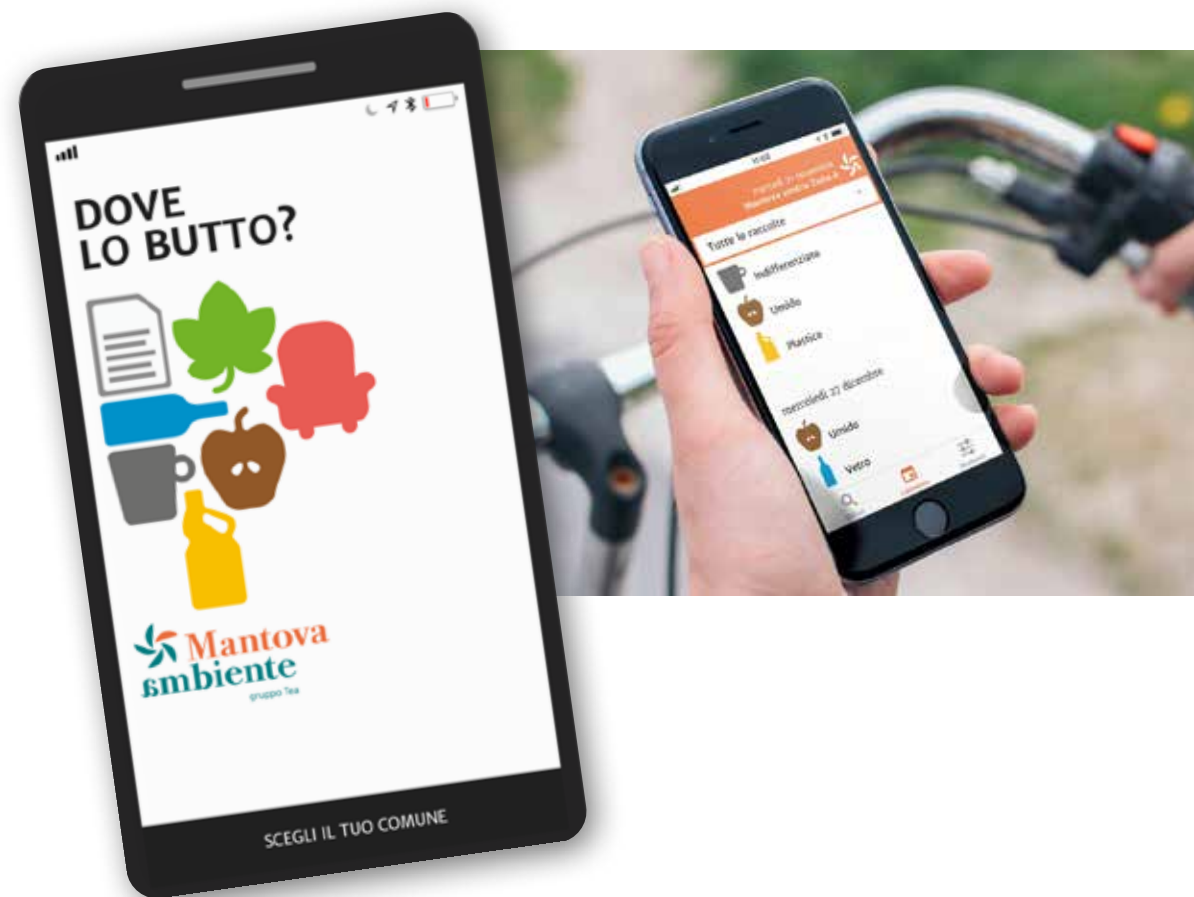 DOVE
LO BUTTO?
Mantova
ambiente
gruppo Tea
SCEGLI IL TUO COMUNE
Tutte le raccolte
Indifferenziato
Umido
Plastica
mercoledì 27 dicembre
Umido
Vetro